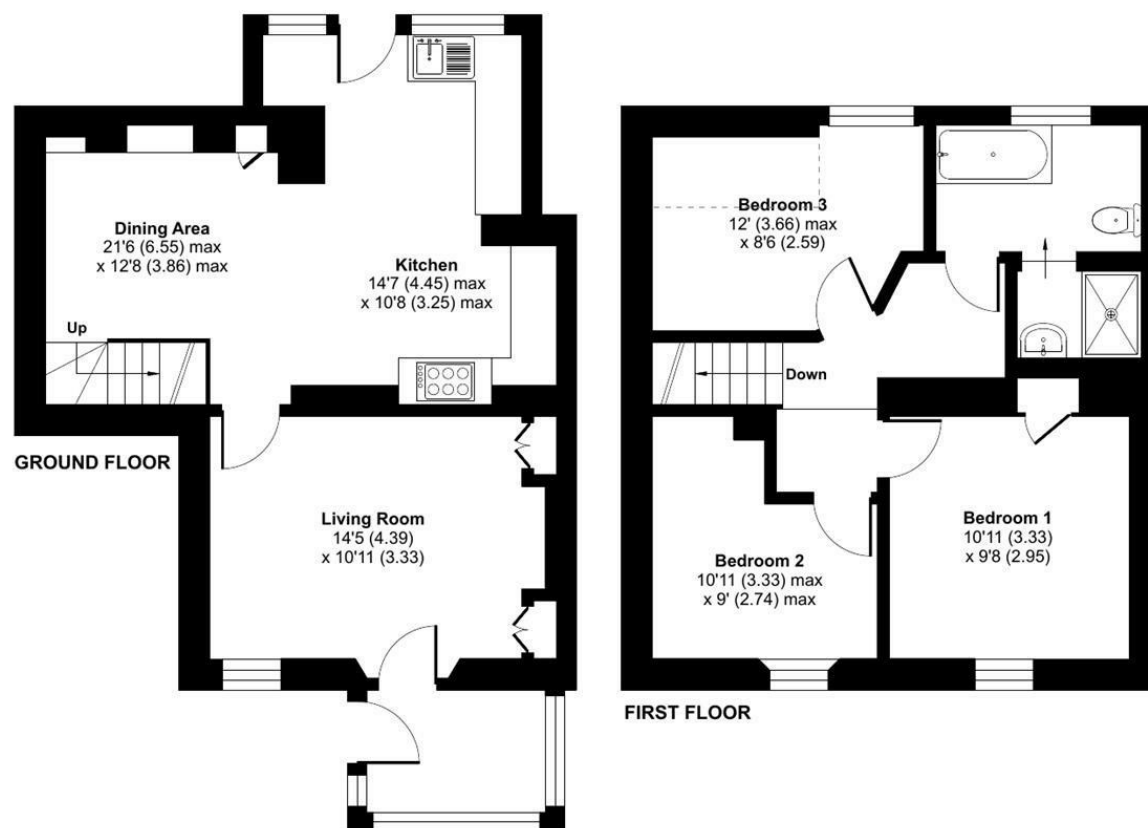 Dining Area
21'6 (6.55) max
x 12'8 (3.86) max
Kitchen
14'7 (4.45) max
x 10'8 (3.25) max
Up
GROUND FLOOR
Living Room
14'5 (4.39)
x 10'11 (3.33)
Bedroom 3
12' (3.66) max
x 8'6 (2.59)
Down
Bedroom 2
10'11 (3.33) max
x 9' (2.74) max
Bedroom 1
10'11 (3.33)
x 9'8 (2.95)
FIRST FLOOR